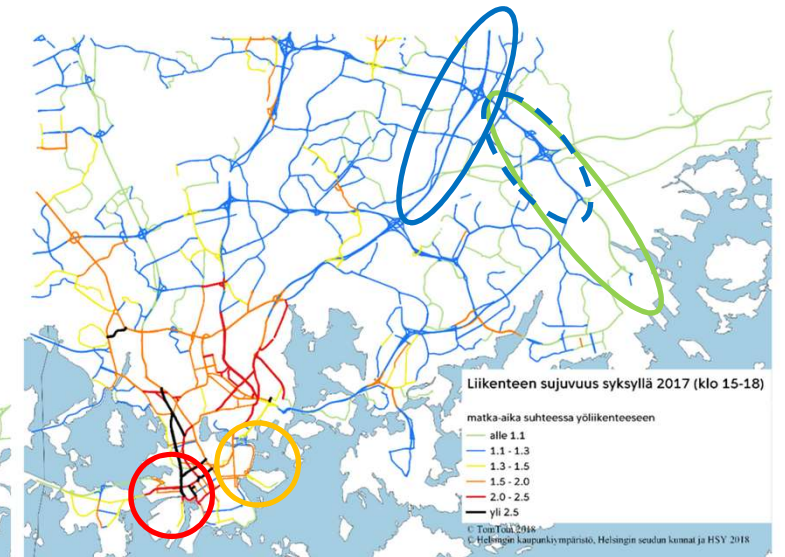 Liikenteen sujuvuus syksyllä 2017 (klo 15-18)
matka-aika suhteessa yöliikenteeseen
alle 1.1
1.1 - 1.3
1.3 - 1.5
1.5 - 2.0
2.0 - 2.5
yli 2.5
© TomTom 2018
© Helsingin kaupunkiympäristö, Helsingin seudun kunnat ja HSY 2018